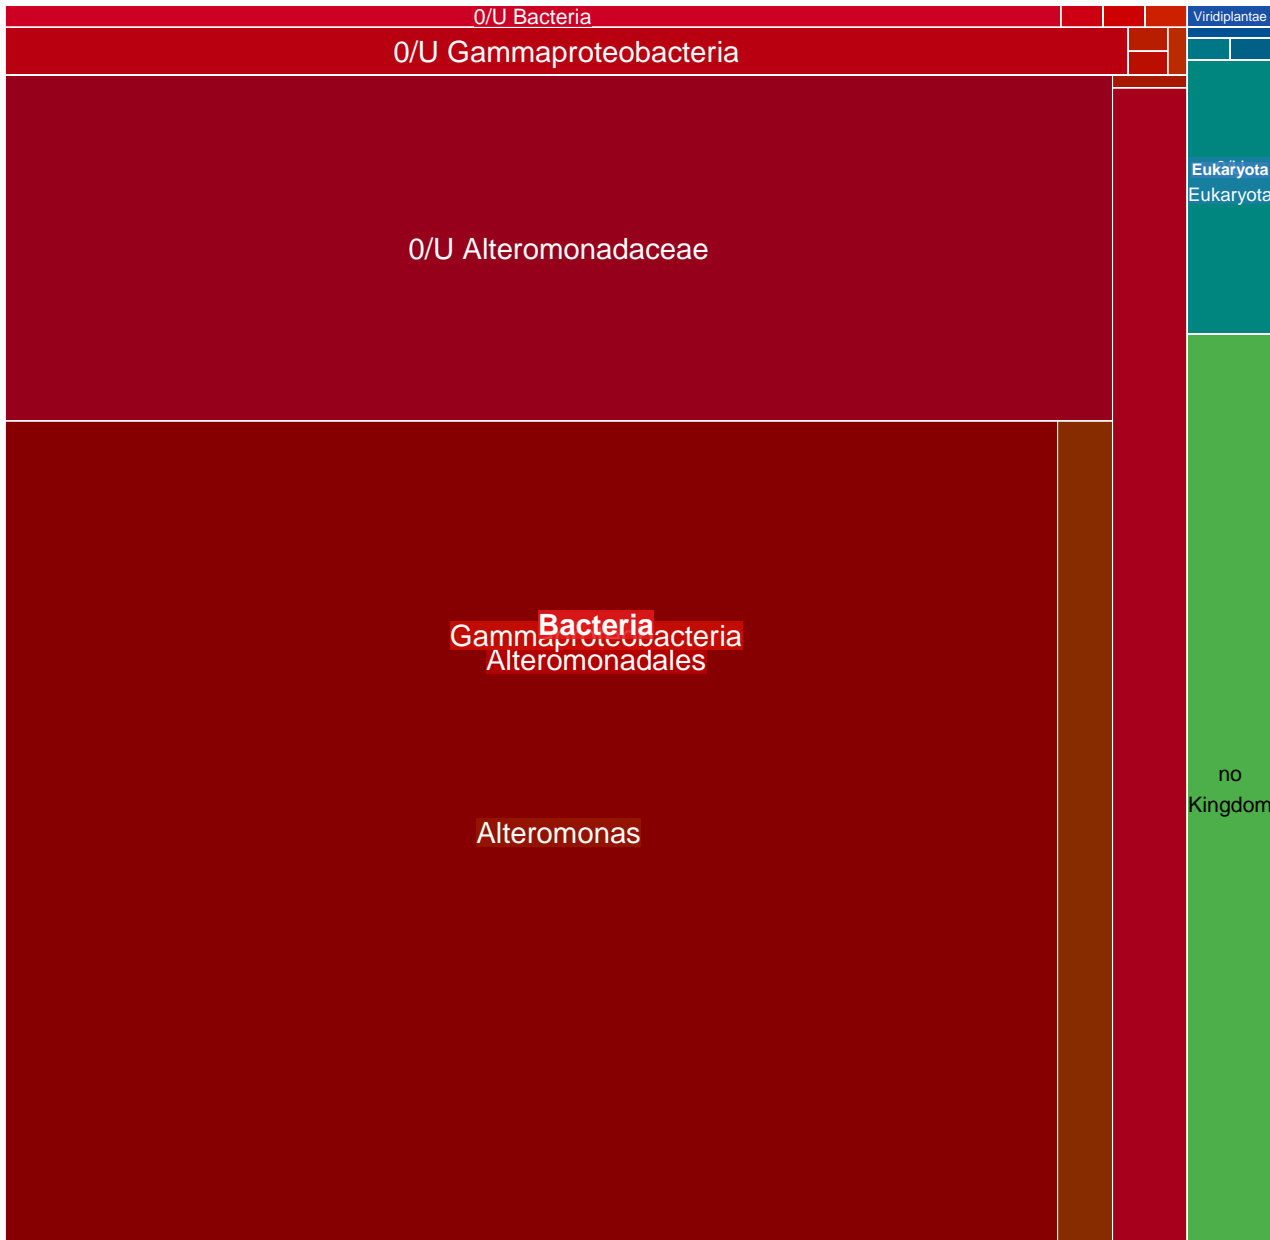 0/U Bacteria
Viridiplantae
0/U Gammaproteobacteria
Eukaryota
Eukaryota
0/U Alteromonadaceae
Bacteria
Gammaproteobacteria
Alteromonadales
no
Kingdom
Alteromonas